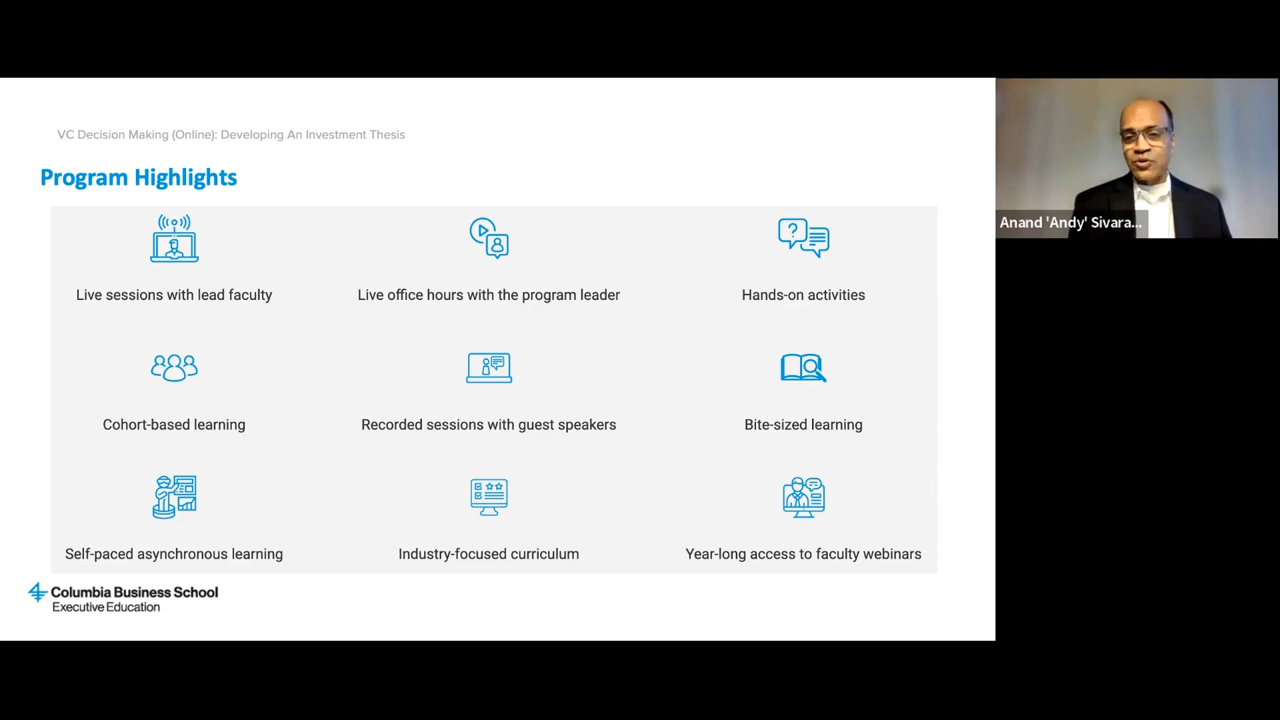 VC Decision Making (Online): Developing An Investment Thesis
Program Highlights
Live sessions with lead faculty
Live office hours with the program leader
Hands-on activities
Cohort-based learning
Recorded sessions with guest speakers
Bite-sized learning
Self-paced asynchronous learning
Industry-focused curriculum
Year-long access to faculty webinars
Columbia Business School
Executive Education
Anand 'Andy' Sivara...